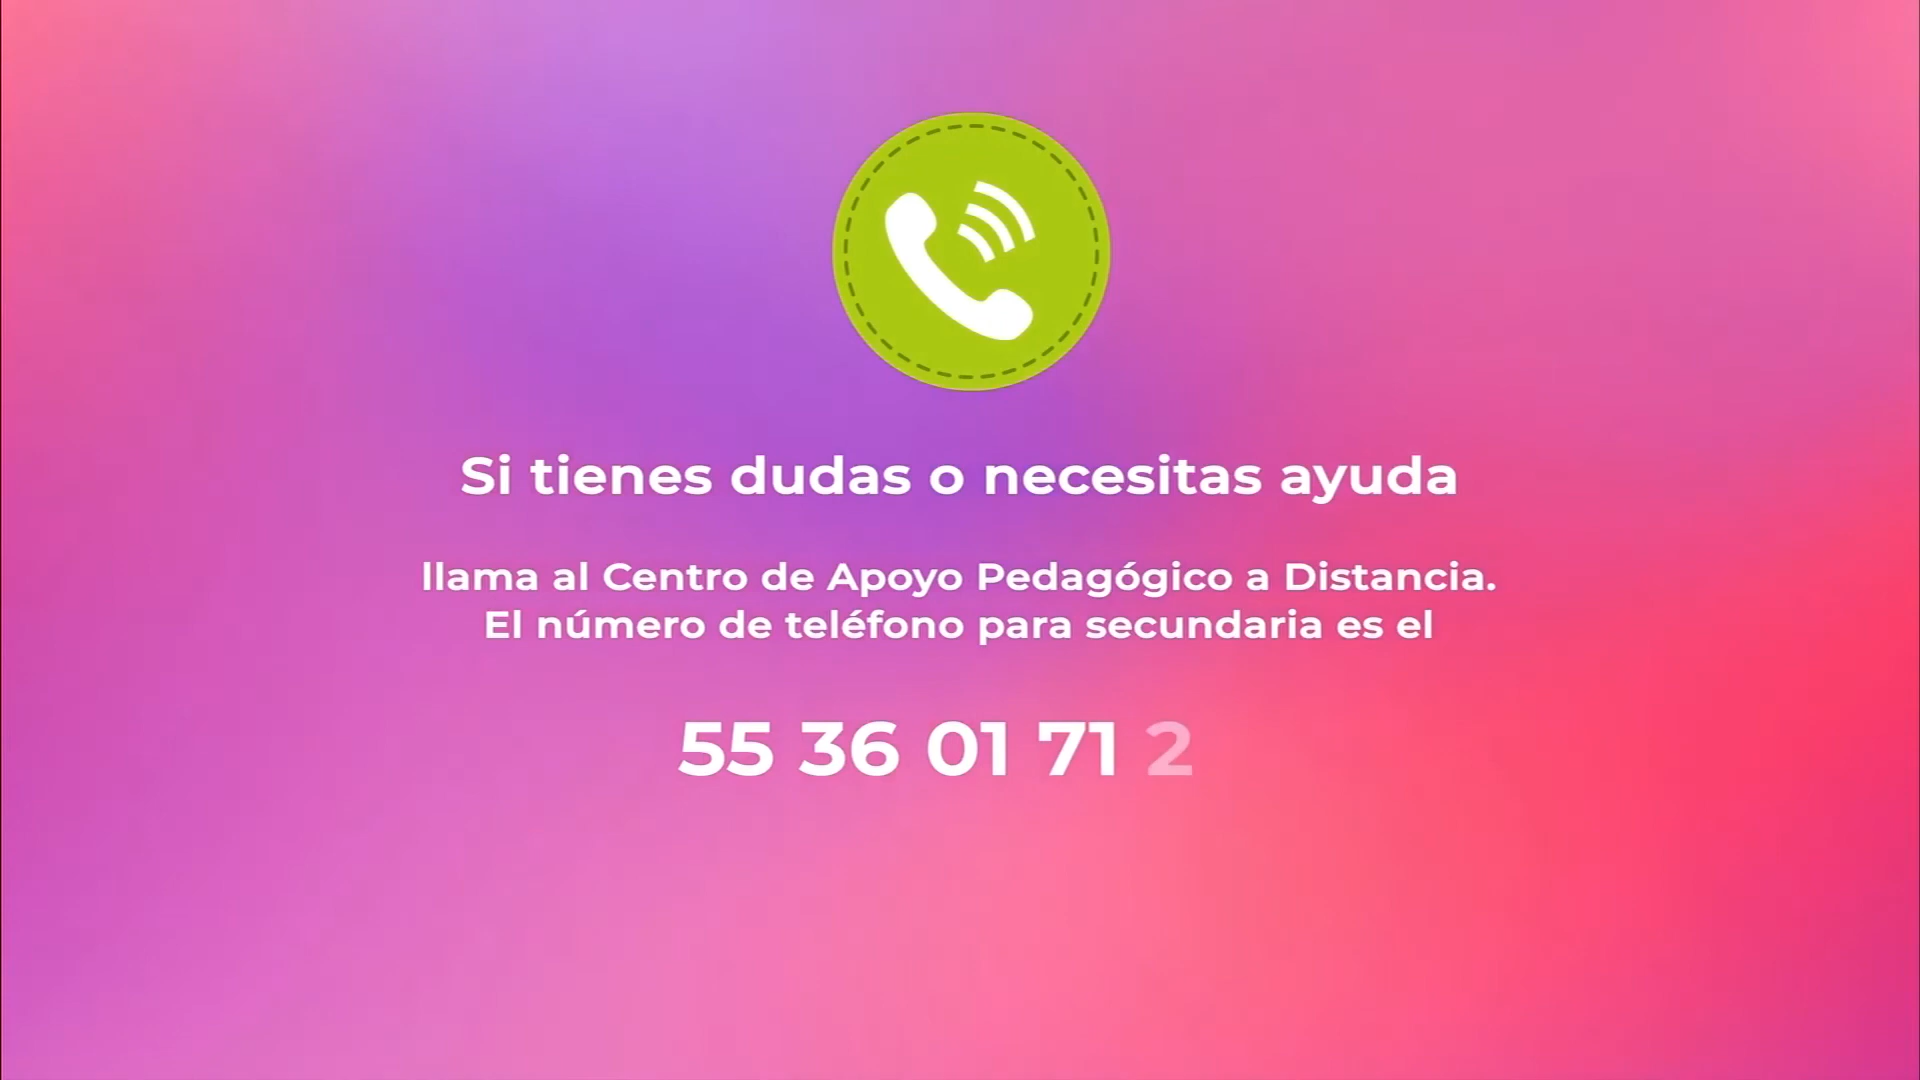 Si tienes dudas o necesitas ayuda
llama al Centro de Apoyo Pedagógico a Distancia.
El número de teléfono para secundaria es el
55 36 01 71 2